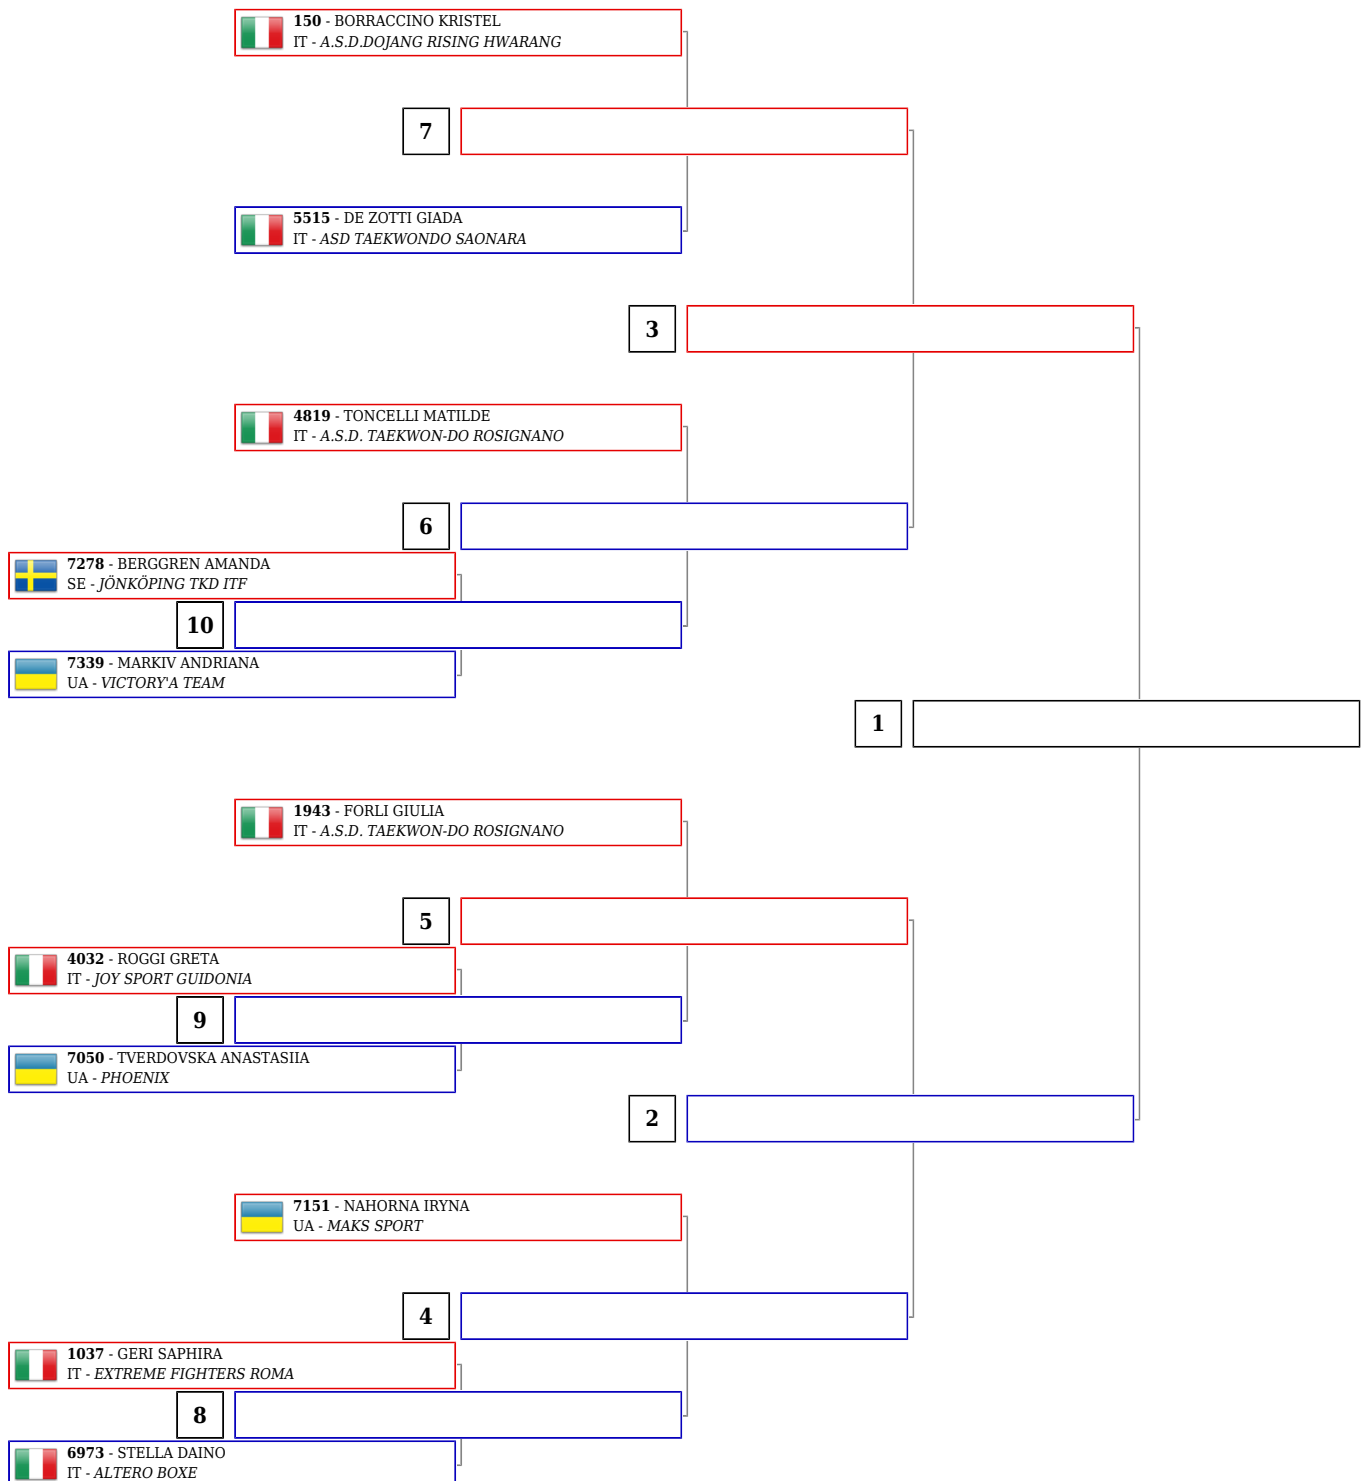 150 - BORRACCINO KRISTEL
IT - A.S.D.DOJANG RISING HWARANG
7
5515 - DE ZOTTI GIADA
IT - ASD TAEKWONDO SAONARA
3
4819 - TONCELLI MATILDE
IT - A.S.D. TAEKWON-DO ROSIGNANO
6
7278 - BERGGREN AMANDA
SE - JÖNKÖPING TKD ITF
10
7339 - MARKIV ANDRIANA
UA - VICTORY'A TEAM
1
1943 - FORLI GIULIA
IT - A.S.D. TAEKWON-DO ROSIGNANO
5
4032 - ROGGI GRETA
IT - JOY SPORT GUIDONIA
9
7050 - TVERDOVSKA ANASTASIIA
UA - PHOENIX
2
7151 - NAHORNA IRYNA
UA - MAKS SPORT
4
1037 - GERI SAPHIRA
IT - EXTREME FIGHTERS ROMA
8
6973 - STELLA DAINO
IT - ALTERO BOXE